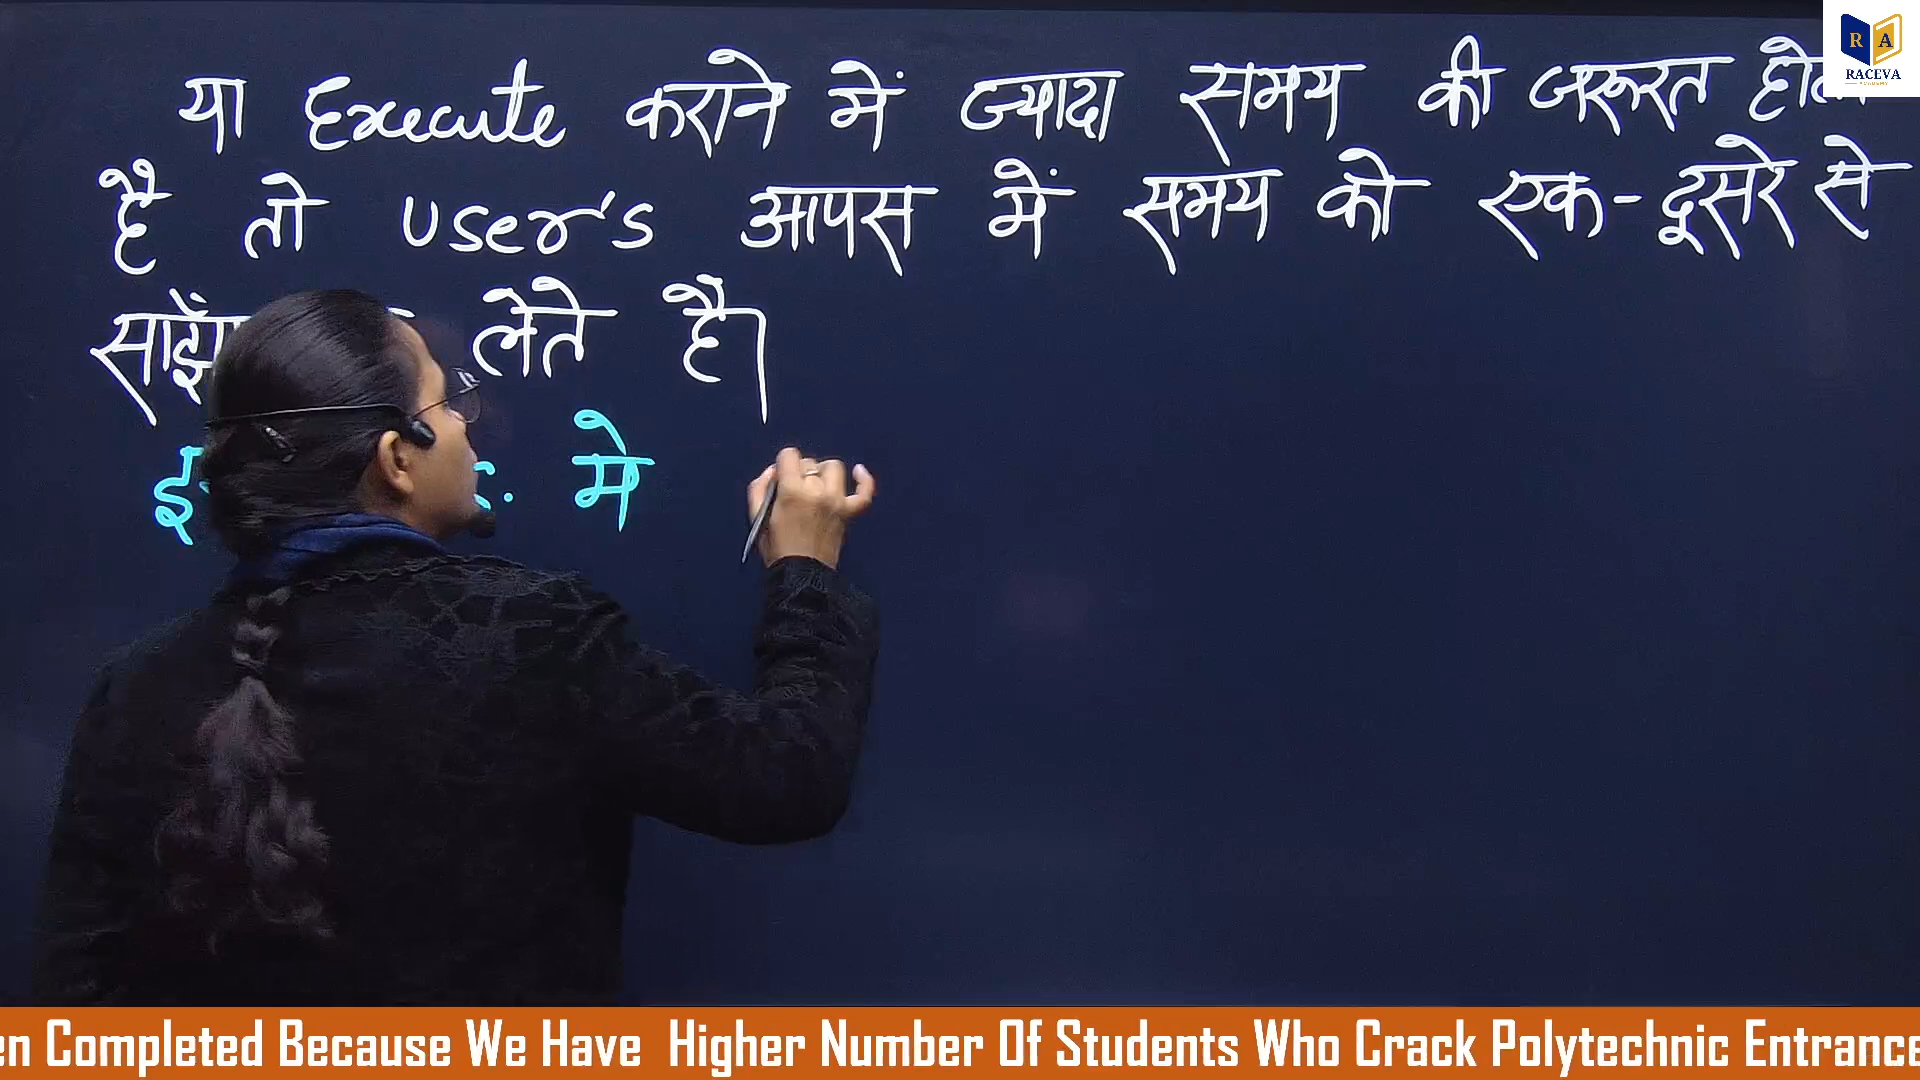 RACEVA
या Execute कराने में ज्यादा समय की जरूरत
है तो user's आपस में समय को एक-दूसरे से
लेते है।
मे
en Completed Because We Have Higher Number Of Students Who Crack Polytechnic Entrance